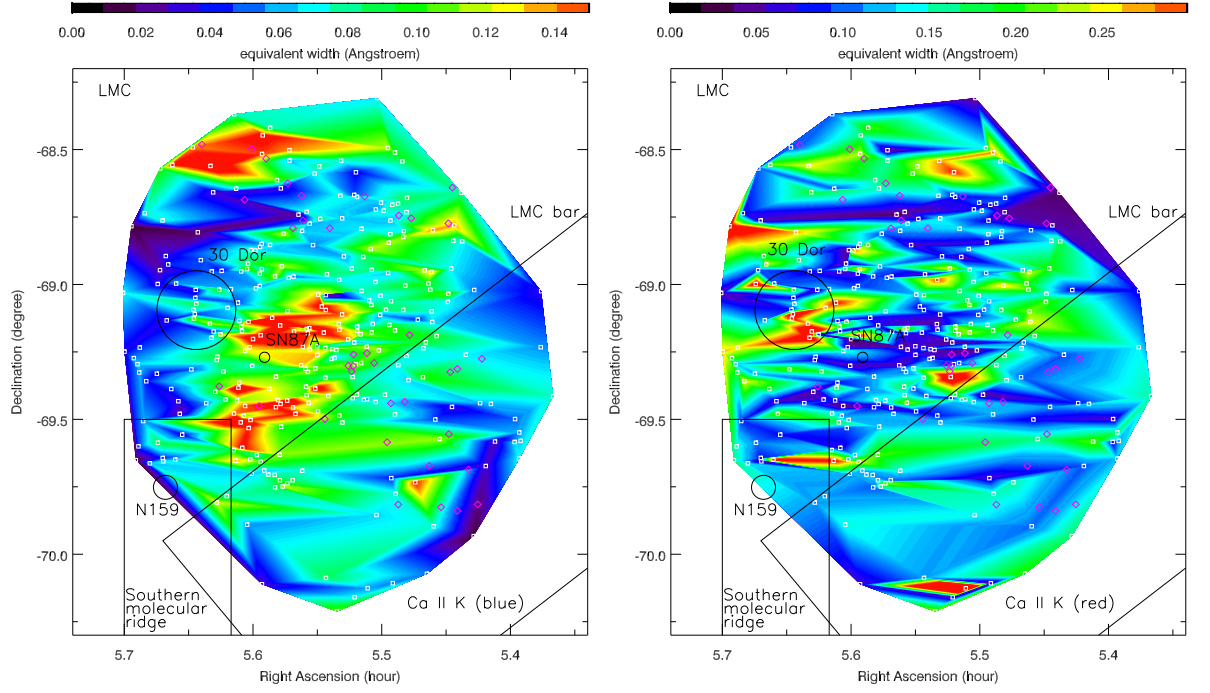 0.00 0.02 0.04 0.06 0.08 0.10 0.12 0.14
equivalent width (Angstroem)
LMC
LMC bar
30 Dor
SN87A
N159
Southern
molecular
ridge
Ca II K (blue)
-68.5
-69.0
-69.5
-70.0
Declination (degree)
5.7 5.6 5.5 5.4
Right Ascension (hour)
0.00 0.05 0.10 0.15 0.20 0.25
equivalent width (Angstroem)
LMC
LMC bar
30 Dor
SN87A
N159
Southern
molecular
ridge
Ca II K (red)
-68.5
-69.0
-69.5
-70.0
Declination (degree)
5.7 5.6 5.5 5.4
Right Ascension (hour)